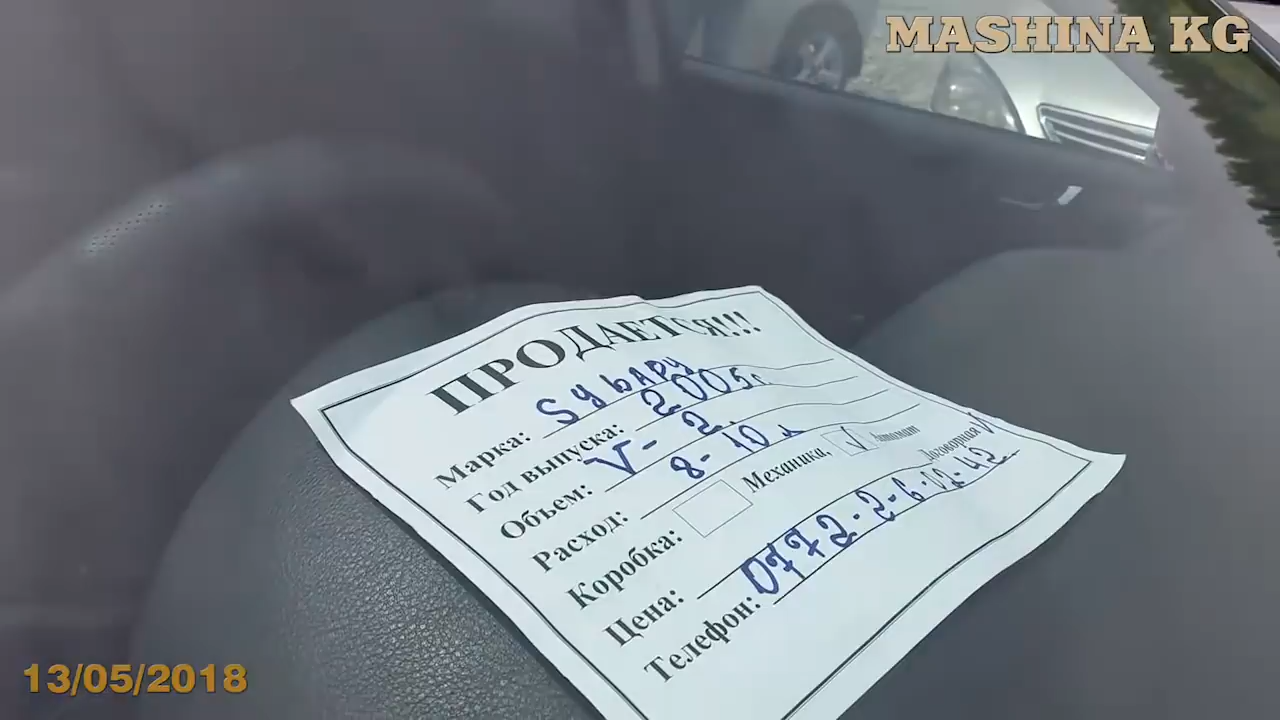 MASHINA KG
ПРОДАЕТСЯ!!!
Марка: Sybapy
Год выпуска: 2005г.
Объем: V- 2.
Расход: 8-10 л
Коробка: Механика, V Автомат
Цена: Договорная V
Телефон: 0772-2-6-02-42
13/05/2018